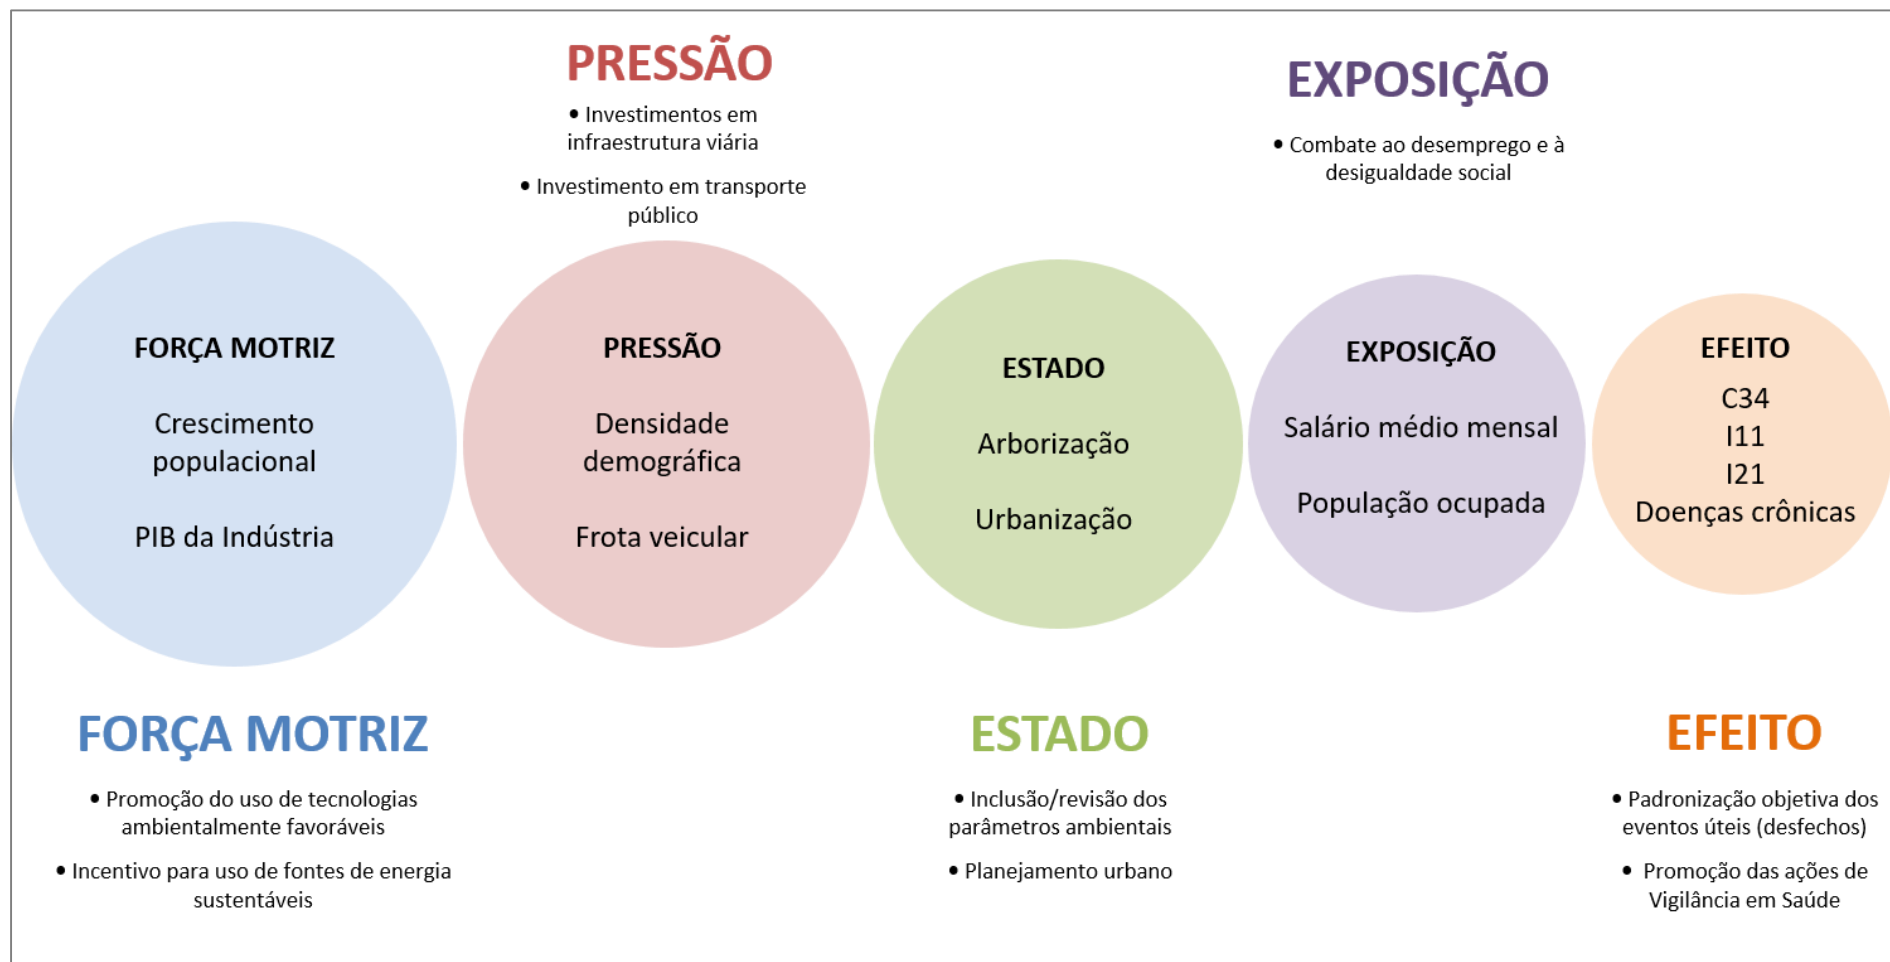 PRESSÃO
• Investimentos em
infraestrutura viária
• Investimento em transporte
público
EXPOSIÇÃO
• Combate ao desemprego e à
desigualdade social
FORÇA MOTRIZ
Crescimento
populacional
PIB da Indústria
PRESSÃO
Densidade
demográfica
Frota veicular
ESTADO
Arborização
Urbanização
EXPOSIÇÃO
Salário médio mensal
População ocupada
EFEITO
C34
I11
I21
Doenças crônicas
FORÇA MOTRIZ
• Promoção do uso de tecnologias
ambientalmente favoráveis
• Incentivo para uso de fontes de energia
sustentáveis
ESTADO
• Inclusão/revisão dos
parâmetros ambientais
• Planejamento urbano
EFEITO
• Padronização objetiva dos
eventos úteis (desfechos)
• Promoção das ações de
Vigilância em Saúde